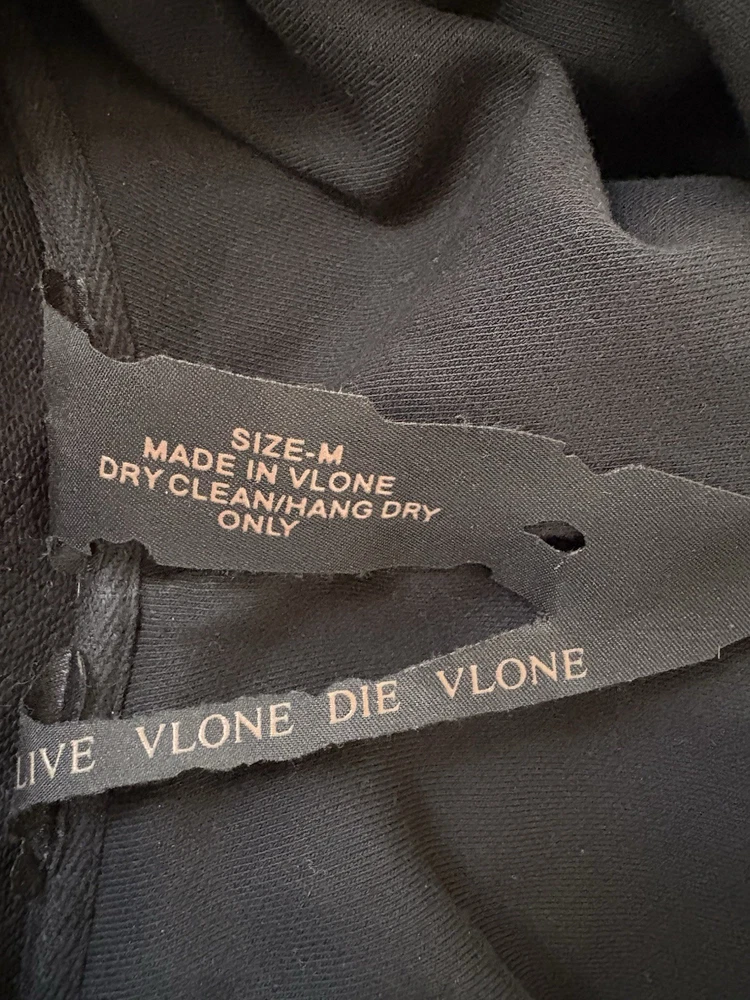 SIZE-M
MADE IN VLONE
DRY CLEAN/HANG DRY
ONLY
LIVE VLONE DIE VLONE